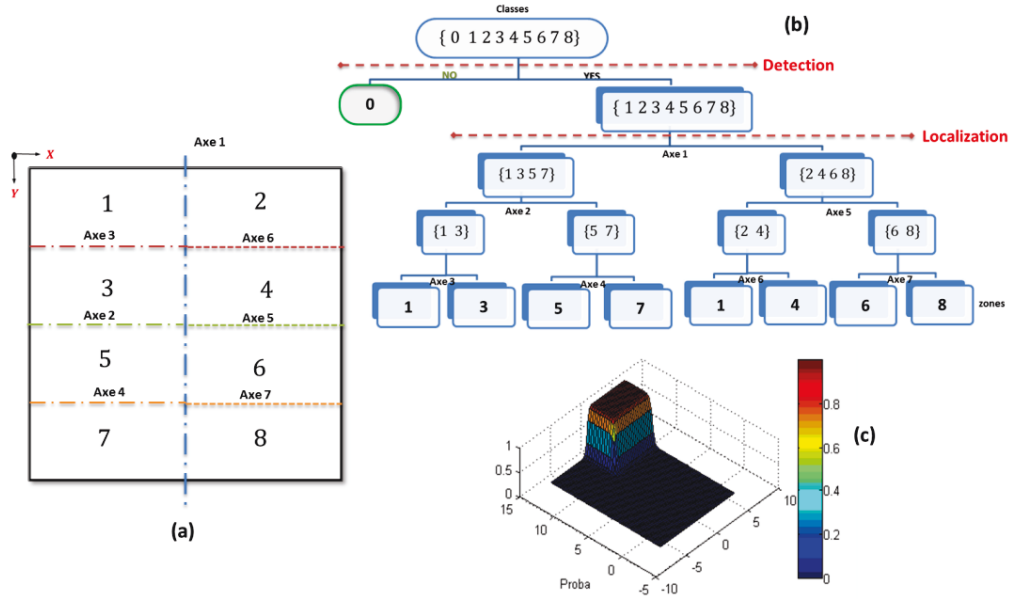 Axe 1
X
Y
1
2
Axe 3
Axe 6
3
4
Axe 2
Axe 5
5
6
Axe 4
Axe 7
7
8
(a)
Classes
{ 0 1 2 3 4 5 6 7 8}
(b)
NO
YES
Detection
0
{ 1 2 3 4 5 6 7 8}
Localization
Axe 1
{1 3 5 7}
{2 4 6 8}
Axe 2
Axe 5
{1 3}
{5 7}
{2 4}
{6 8}
Axe 3
Axe 4
Axe 6
Axe 7
1
3
5
7
1
4
6
8
zones
1
0.5
0
15
10
5
0
-5
Proba
-10
-5
0
5
10
0.8
0.6
0.4
0.2
0
(c)